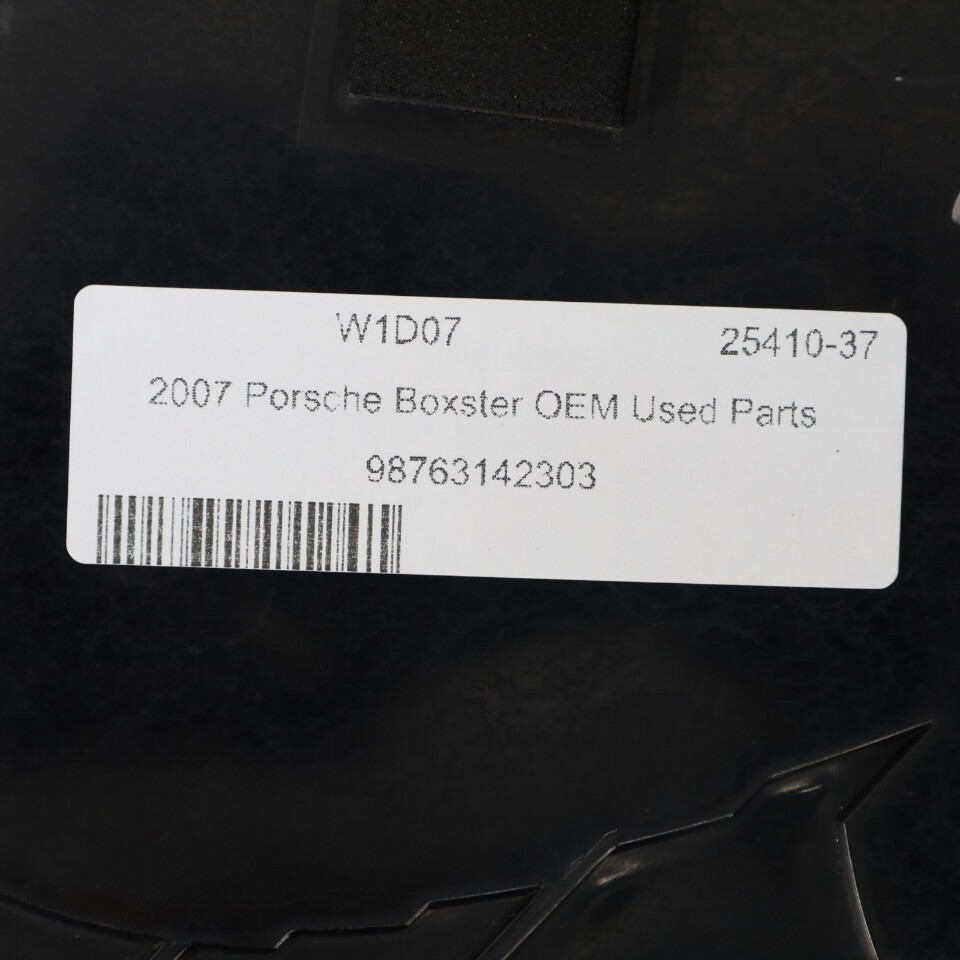 W1D07 25410-37
2007 Porsche Boxster OEM Used Parts
98763142303